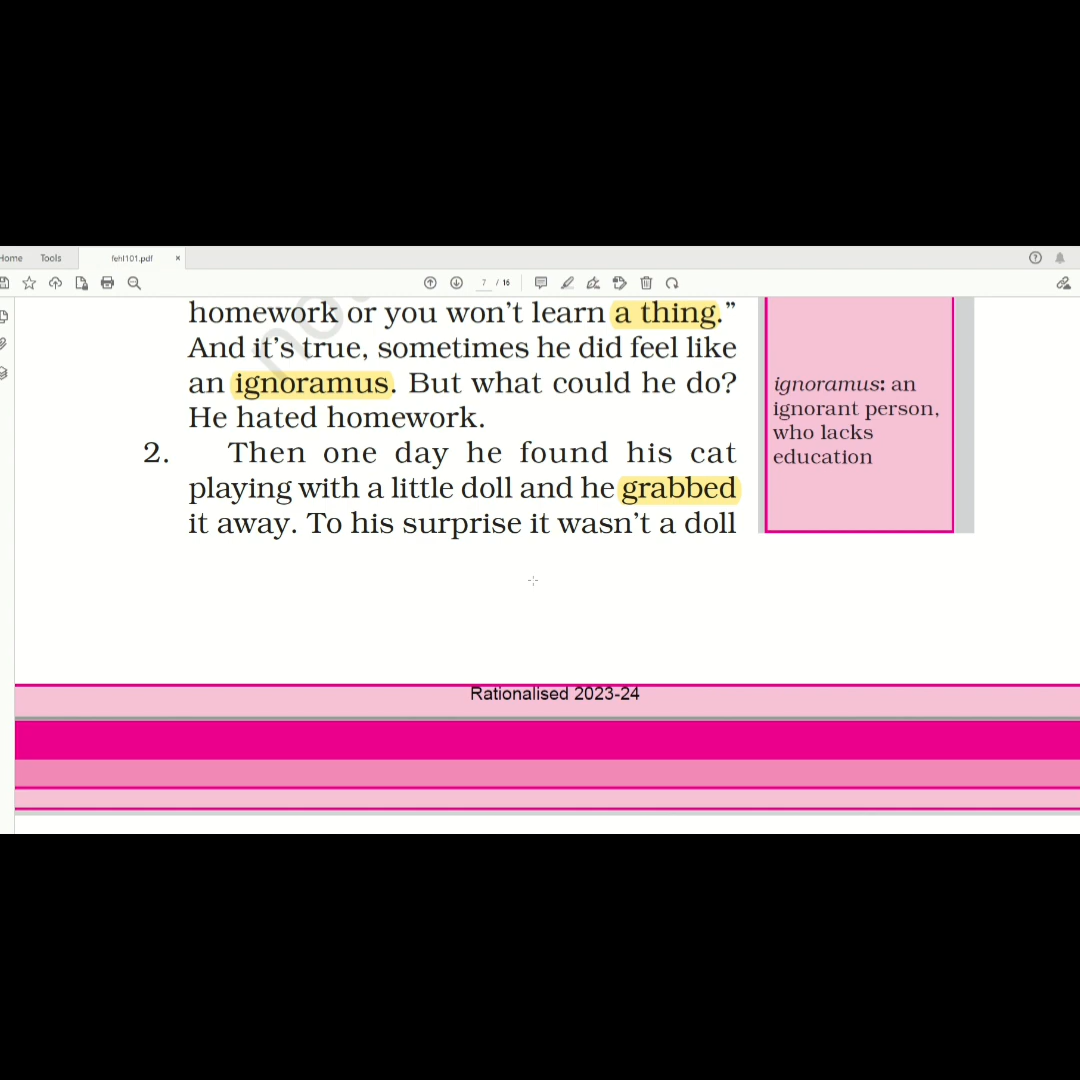 Home Tools fehl101.pdf ×
7 / 16
homework or you won't learn a thing.”
And it's true, sometimes he did feel like
an ignoramus. But what could he do?
He hated homework.
2. Then one day he found his cat
playing with a little doll and he grabbed
it away. To his surprise it wasn't a doll
ignoramus: an
ignorant person,
who lacks
education
Rationalised 2023-24